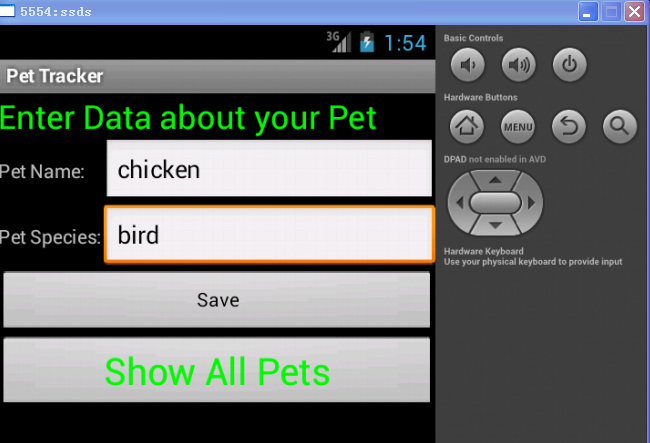 5554:ssds
3G 1:54
Pet Tracker
Enter Data about your Pet
Pet Name: chicken
Pet Species: bird
Save
Show All Pets
Basic Controls
Hardware Buttons
MENU
DPAD not enabled in AVD
Hardware Keyboard
Use your physical keyboard to provide input